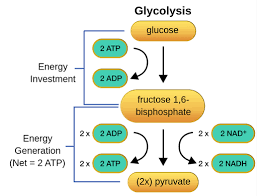 Glycolysis
glucose
2 ATP
2 ADP
Energy
Investment
fructose 1,6-
bisphosphate
Energy
Generation
(Net = 2 ATP)
2 x 2 ADP
2 x 2 NAD⁺
2 x 2 ATP
2 x 2 NADH
(2x) pyruvate